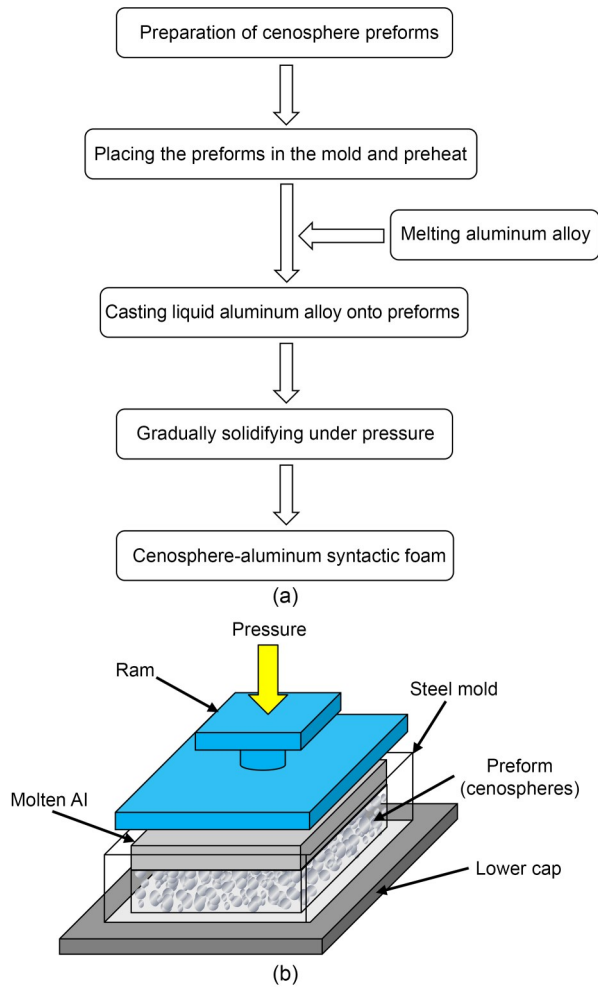 Preparation of cenosphere preforms
Placing the preforms in the mold and preheat
Melting aluminum alloy
Casting liquid aluminum alloy onto preforms
Gradually solidifying under pressure
Cenosphere-aluminum syntactic foam
(a)
Pressure
Ram
Steel mold
Molten Al
Preform
(cenospheres)
Lower cap
(b)